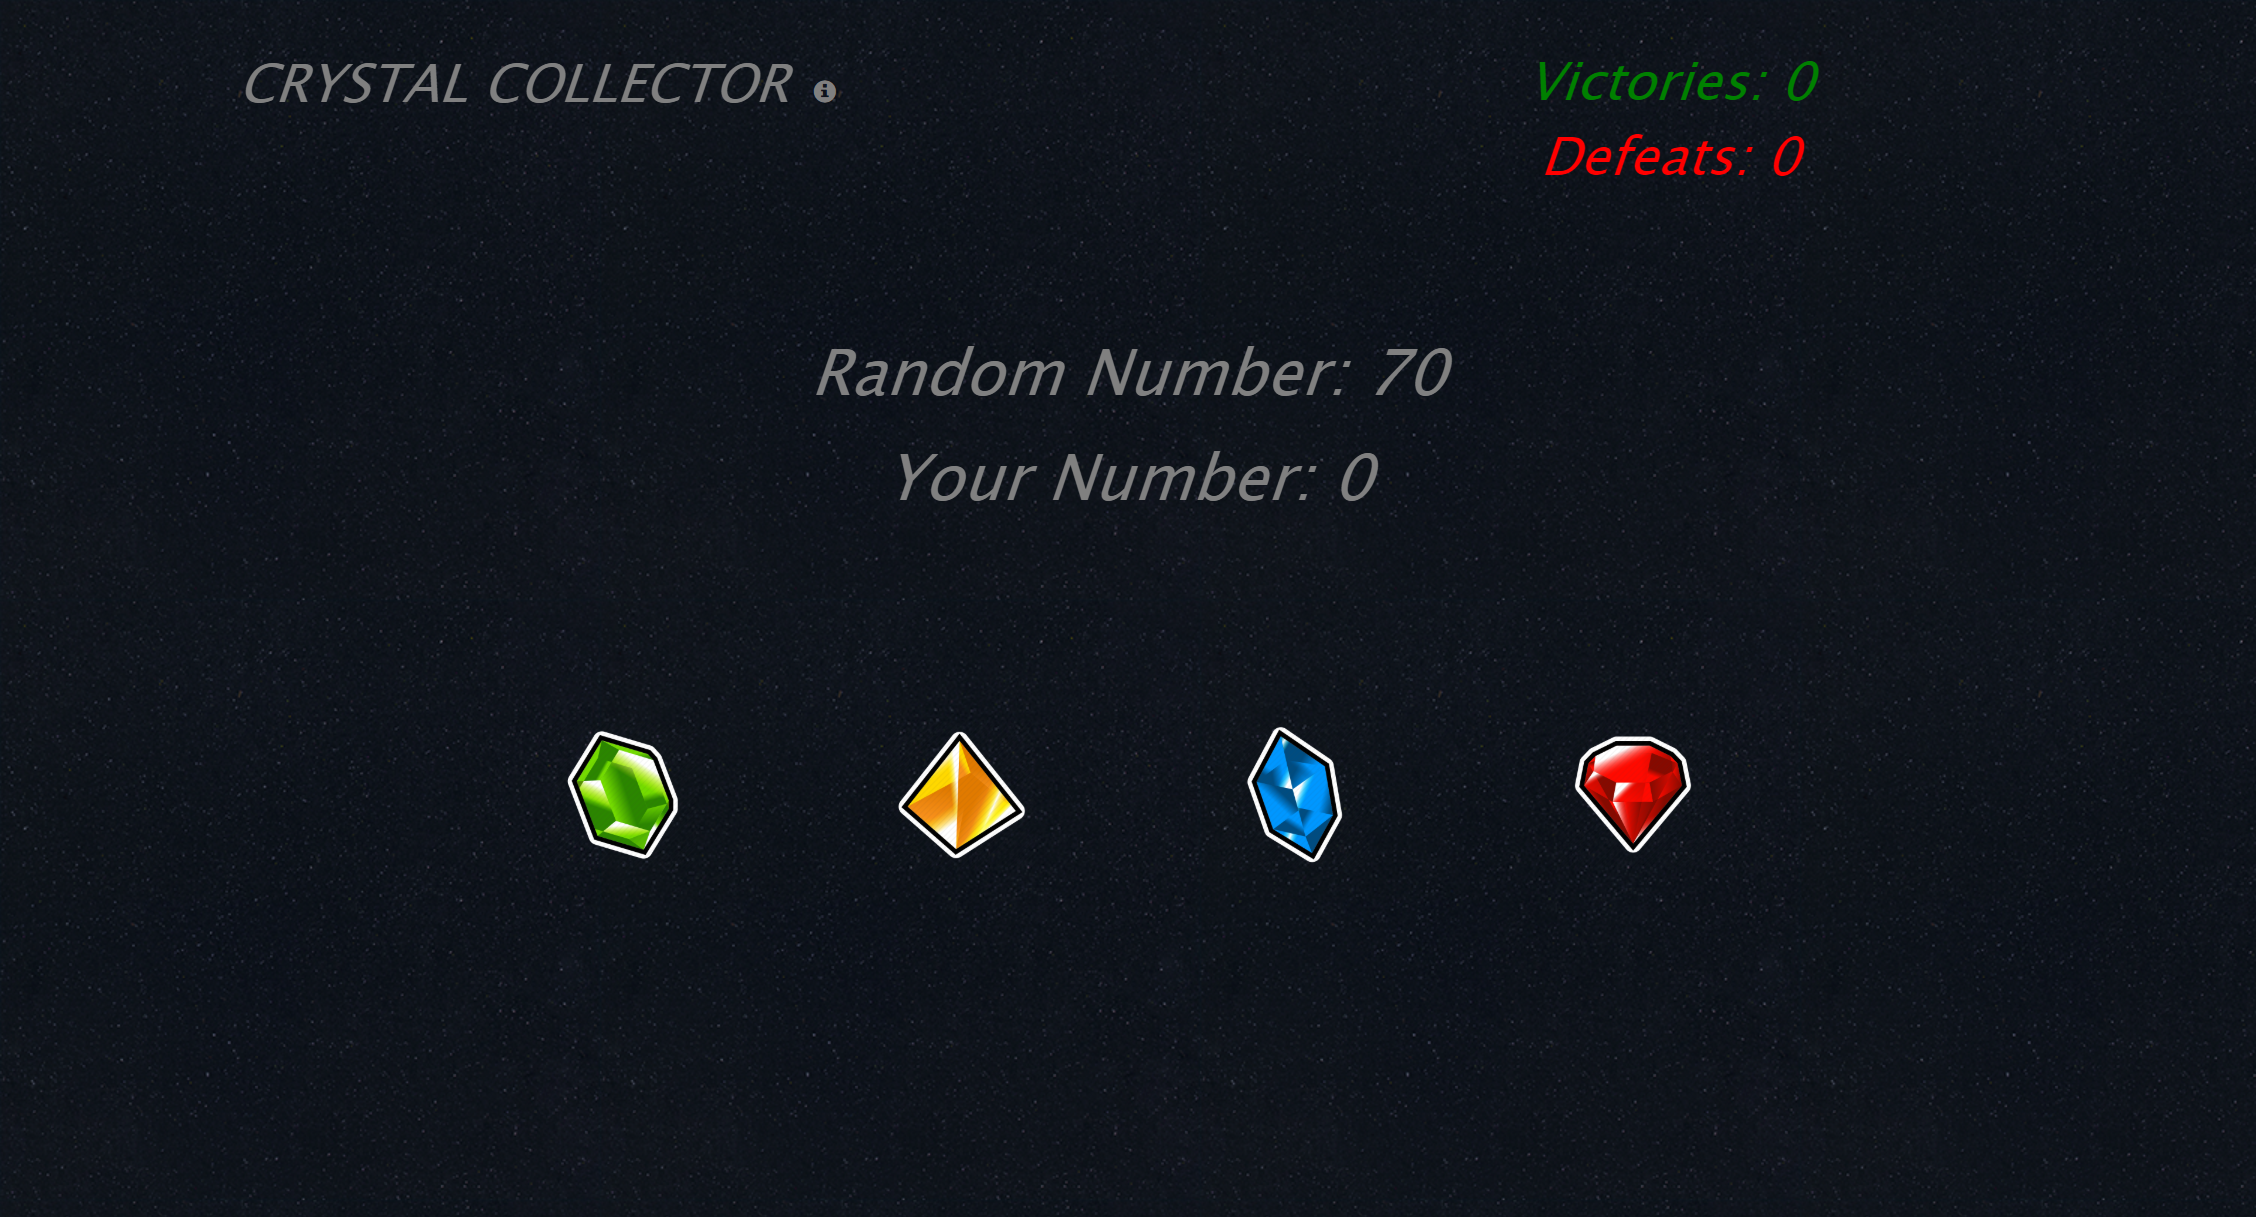 CRYSTAL COLLECTOR
Victories: 0
Defeats: 0
Random Number: 70
Your Number: 0